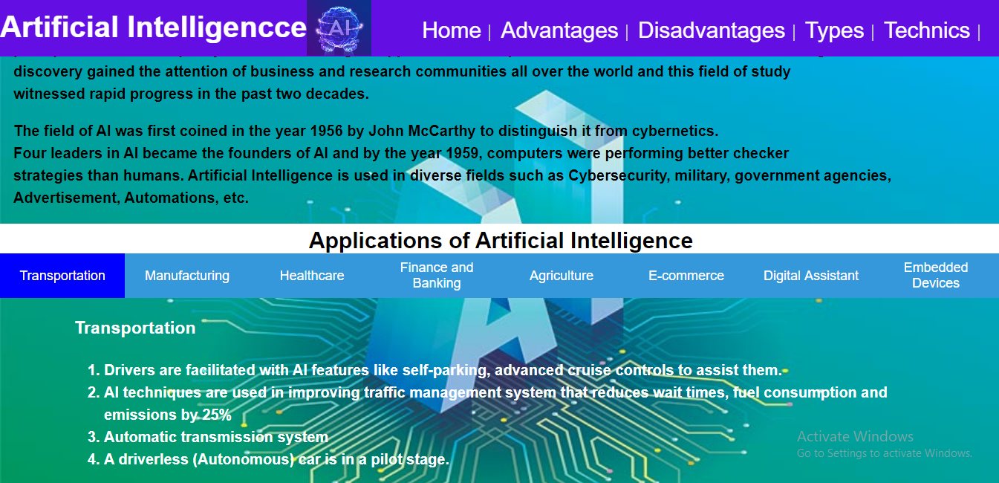 Artificial Intelligencce AI Home | Advantages | Disadvantages | Types | Technics |
discovery gained the attention of business and research communities all over the world and this field of study
witnessed rapid progress in the past two decades.
The field of AI was first coined in the year 1956 by John McCarthy to distinguish it from cybernetics.
Four leaders in AI became the founders of AI and by the year 1959, computers were performing better checker
strategies than humans. Artificial Intelligence is used in diverse fields such as Cybersecurity, military, government agencies,
Advertisement, Automations, etc.
AI
Applications of Artificial Intelligence
Transportation Manufacturing Healthcare Finance and Banking Agriculture E-commerce Digital Assistant Embedded Devices
Transportation
1. Drivers are facilitated with AI features like self-parking, advanced cruise controls to assist them.
2. AI techniques are used in improving traffic management system that reduces wait times, fuel consumption and
emissions by 25%
3. Automatic transmission system
4. A driverless (Autonomous) car is in a pilot stage.
Activate Windows
Go to Settings to activate Windows.